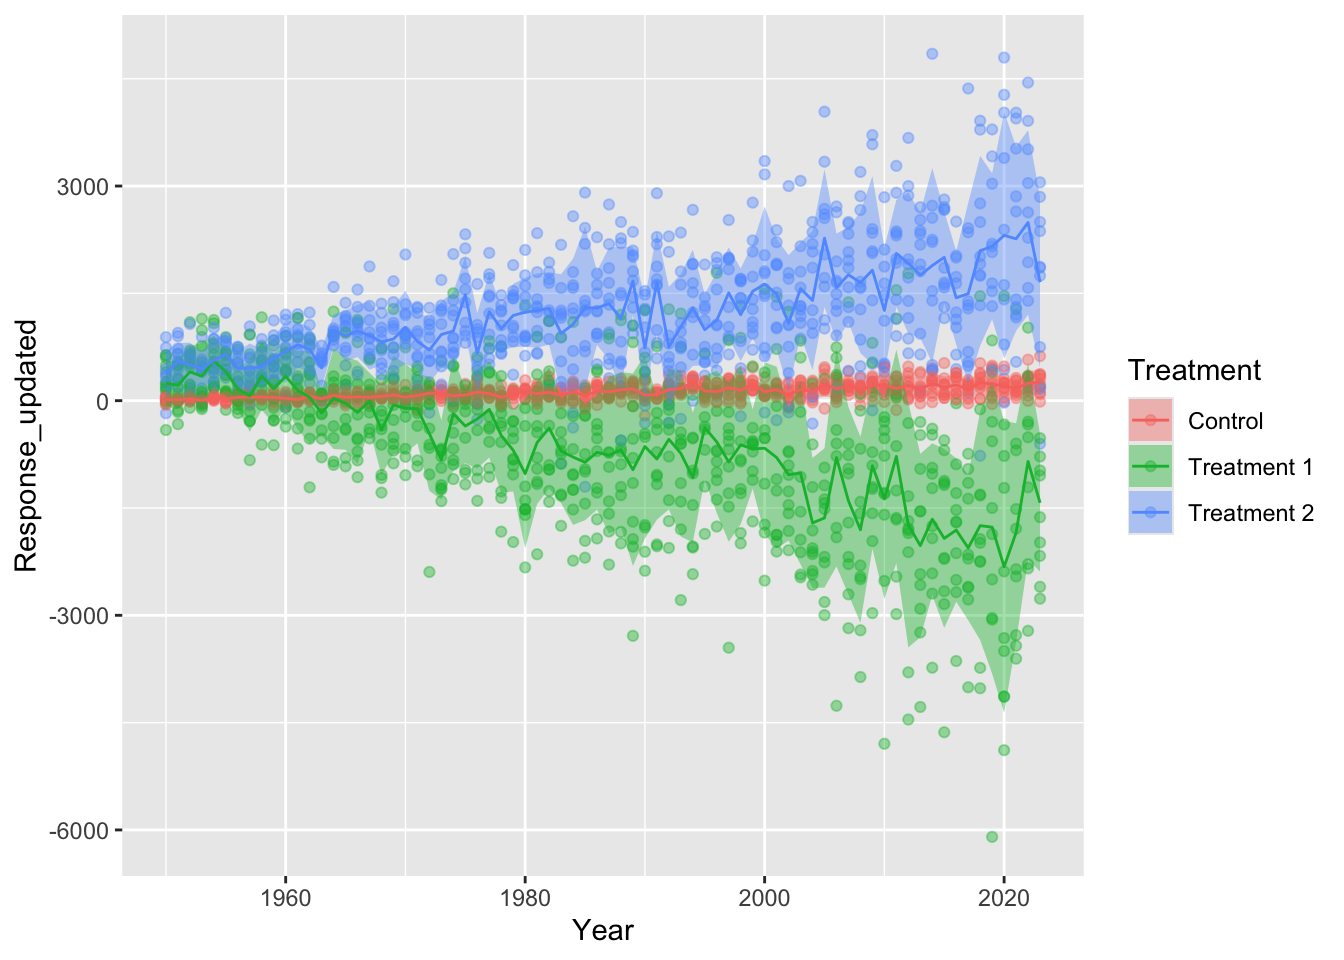 3000
0
-3000
-6000
Response_updated
1960
1980
2000
2020
Year
Treatment
Control
Treatment 1
Treatment 2